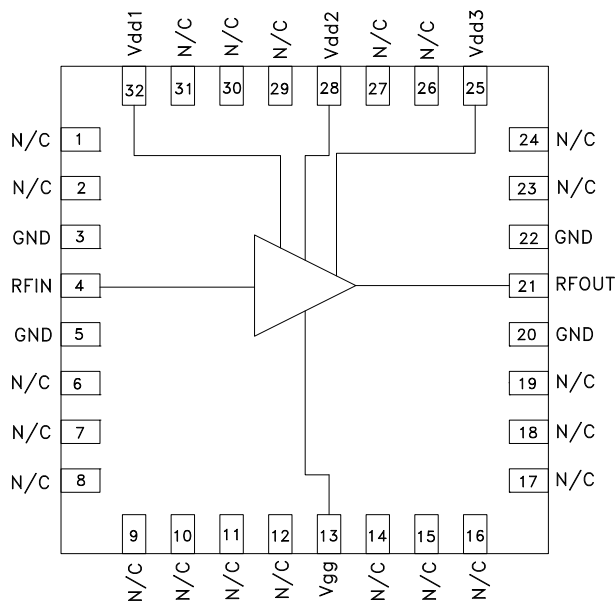 Vdd1 N/C N/C N/C Vdd2 N/C N/C Vdd3
32 31 30 29 28 27 26 25
N/C 1 24 N/C
N/C 2 23 N/C
GND 3 22 GND
RFIN 4 21 RFOUT
GND 5 20 GND
N/C 6 19 N/C
N/C 7 18 N/C
N/C 8 17 N/C
9 10 11 12 13 14 15 16
N/C N/C N/C N/C Vgg N/C N/C N/C